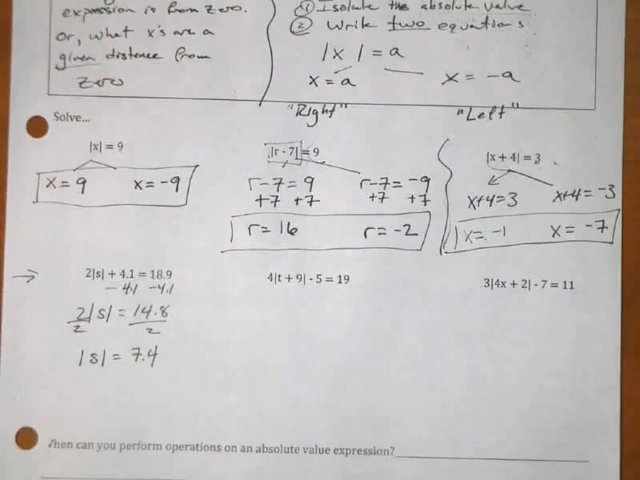 expression is from zero.
or, what x's are a
given distance from
zero
① Isolate the absolute value
② Write two equations
|x| = a
x = a x = -a
"Right" "Left"
Solve...
|x| = 9
x = 9 x = -9
|r - 7| = 9
r-7 = 9 r-7 = -9
+7 +7 +7 +7
r = 16 r = -2
|x + 4| = 3
x+4 = 3 x+4 = -3
x = -1 x = -7
2|s| + 4.1 = 18.9
- 4.1 -4.1
2|s| = 14.8
2 2
|s| = 7.4
4|t + 9| - 5 = 19
3|4x + 2| - 7 = 11
When can you perform operations on an absolute value expression?